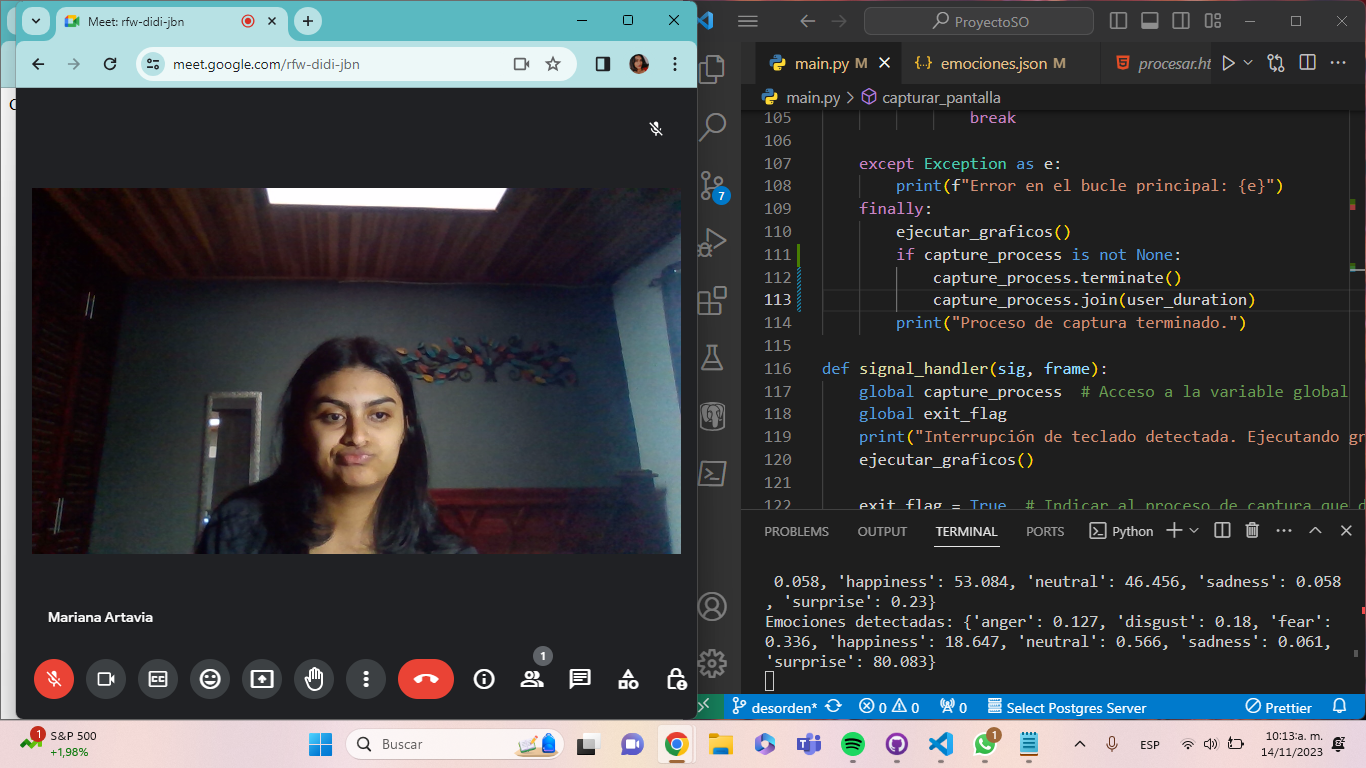 Meet: rfw-didi-jbn
meet.google.com/rfw-didi-jbn
Mariana Artavia
1
ProyectoSO
main.py M
emociones.json M
procesar.ht
main.py > capturar_pantalla
105 break
106
107 except Exception as e:
108 print(f"Error en el bucle principal: {e}")
109 finally:
110 ejecutar_graficos()
111 if capture_process is not None:
112 capture_process.terminate()
113 capture_process.join(user_duration)
114 print("Proceso de captura terminado.")
115
116 def signal_handler(sig, frame):
117 global capture_process # Acceso a la variable global
118 global exit_flag
119 print("Interrupción de teclado detectada. Ejecutando gr
120 ejecutar_graficos()
121
122 exit_flag = True # Indicar al proceso de captura que d
7
PROBLEMS OUTPUT TERMINAL PORTS Python
0.058, 'happiness': 53.084, 'neutral': 46.456, 'sadness': 0.058
, 'surprise': 0.23}
Emociones detectadas: {'anger': 0.127, 'disgust': 0.18, 'fear':
0.336, 'happiness': 18.647, 'neutral': 0.566, 'sadness': 0.061,
'surprise': 80.083}
desorden* 0 0 0 Select Postgres Server Prettier
1
S&P 500
+1,98%
Buscar
1
ESP
10:13 a. m.
14/11/2023